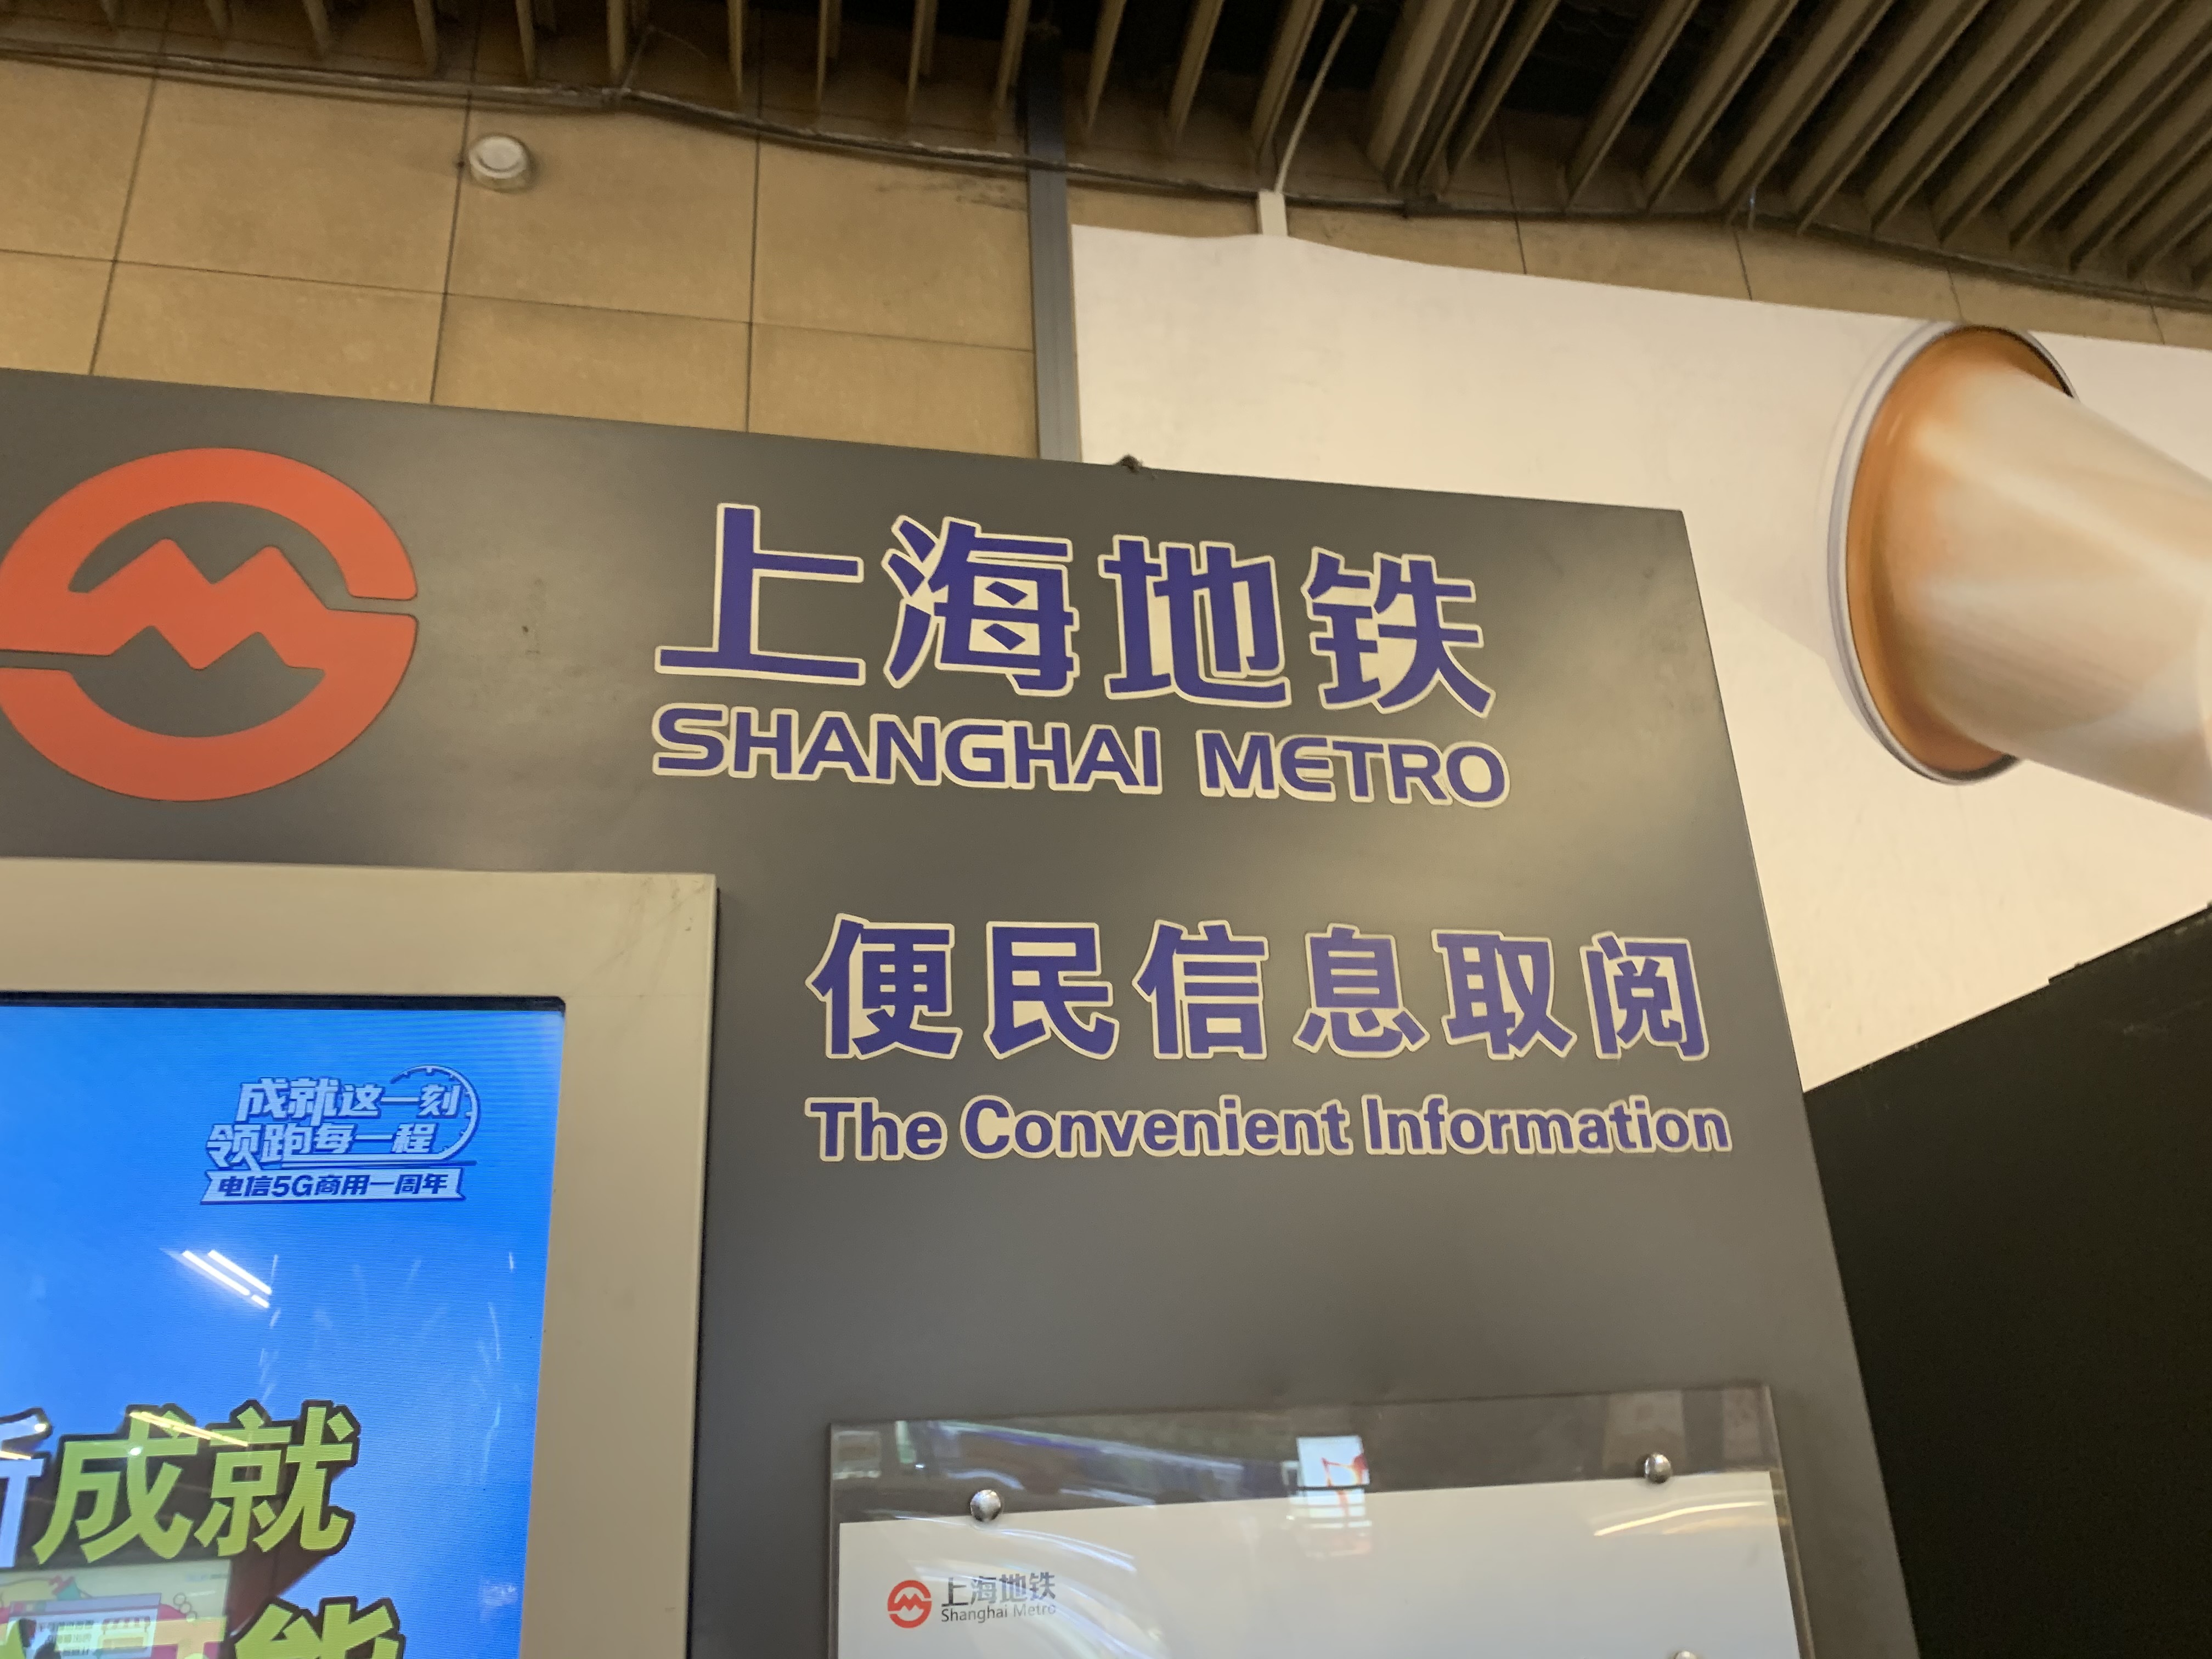 上海地铁
SHANGHAI METRO
便民信息取阅
The Convenient Information
成就这一刻
领跑每一程
电信5G商用一周年
成就
能
上海地铁
Shanghai Metro